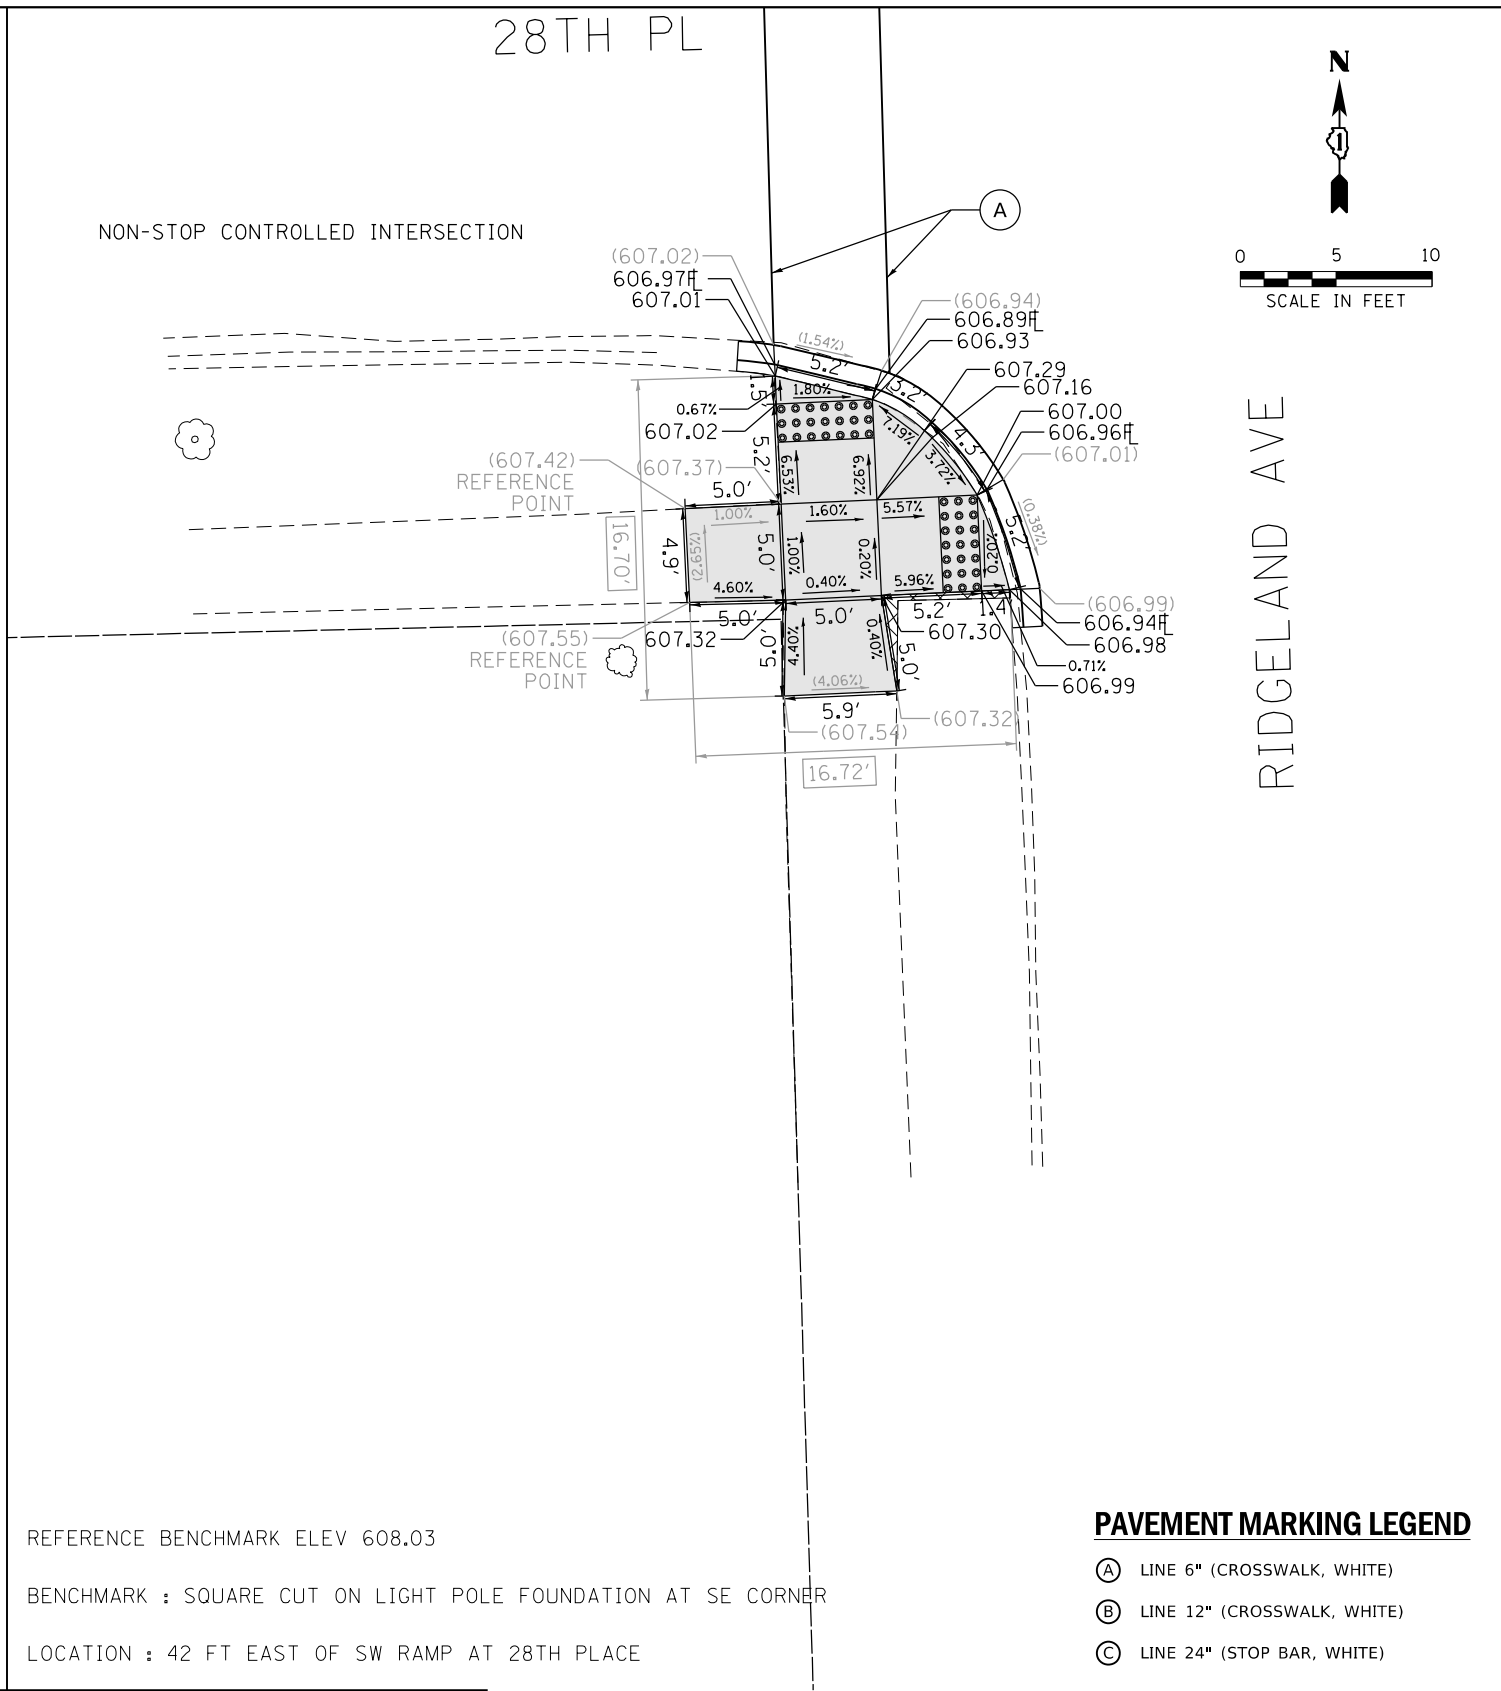 28TH PL
N
1
NON-STOP CONTROLLED INTERSECTION
A
0 5 10
SCALE IN FEET
(607.02)
606.97FL
607.01
(606.94)
606.89FL
606.93
607.29
607.16
607.00
606.96FL
(607.01)
(1.54%)
5.2'
3.2'
4.3'
5.2'
(0.38%)
1.5'
1.80%
0.67%
607.02
7.19%
3.72%
5.2'
6.53%
6.92%
(607.42)
REFERENCE
POINT
(607.37)
5.0'
1.00%
1.60%
5.57%
16.70'
4.9'
(2.65%)
5.0'
1.00%
0.20%
0.20%
4.60%
0.40%
5.96%
5.0'
5.0'
5.2'
1.4'
(607.55)
REFERENCE
POINT
607.32
607.30
(606.99)
606.94FL
606.98
0.71%
606.99
5.0'
4.40%
0.40%
5.0'
(4.06%)
5.9'
(607.54)
(607.32)
16.72'
RIDGELAND AVE
REFERENCE BENCHMARK ELEV 608.03
BENCHMARK : SQUARE CUT ON LIGHT POLE FOUNDATION AT SE CORNER
LOCATION : 42 FT EAST OF SW RAMP AT 28TH PLACE
PAVEMENT MARKING LEGEND
A LINE 6" (CROSSWALK, WHITE)
B LINE 12" (CROSSWALK, WHITE)
C LINE 24" (STOP BAR, WHITE)